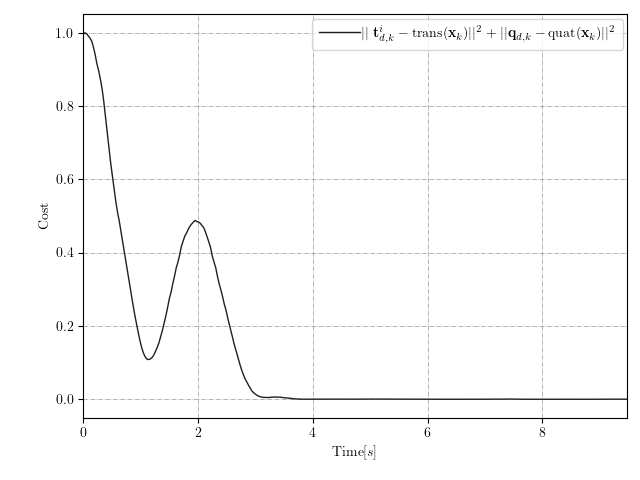 || t^i_{d,k} − trans(x_k)||^2 + ||q_{d,k} − quat(x_k)||^2
1.0
0.8
0.6
0.4
0.2
0.0
Cost
0 2 4 6 8
Time[s]